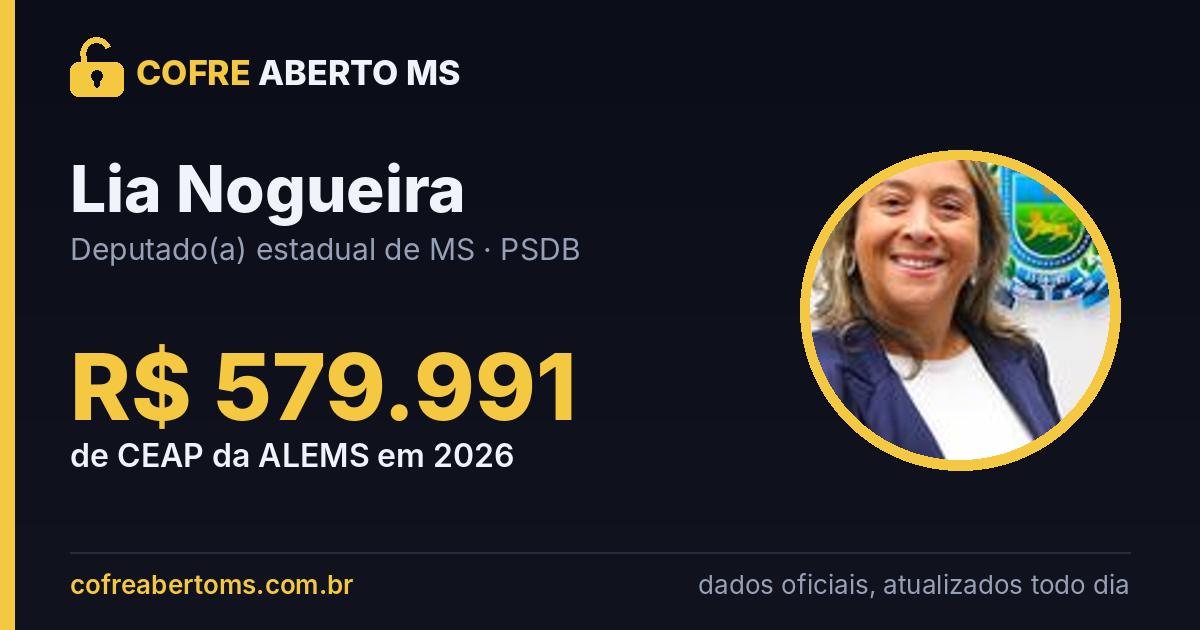 COFRE ABERTO MS
Lia Nogueira
Deputado(a) estadual de MS · PSDB
R$ 579.991
de CEAP da ALEMS em 2026
cofreabertoms.com.br
dados oficiais, atualizados todo dia